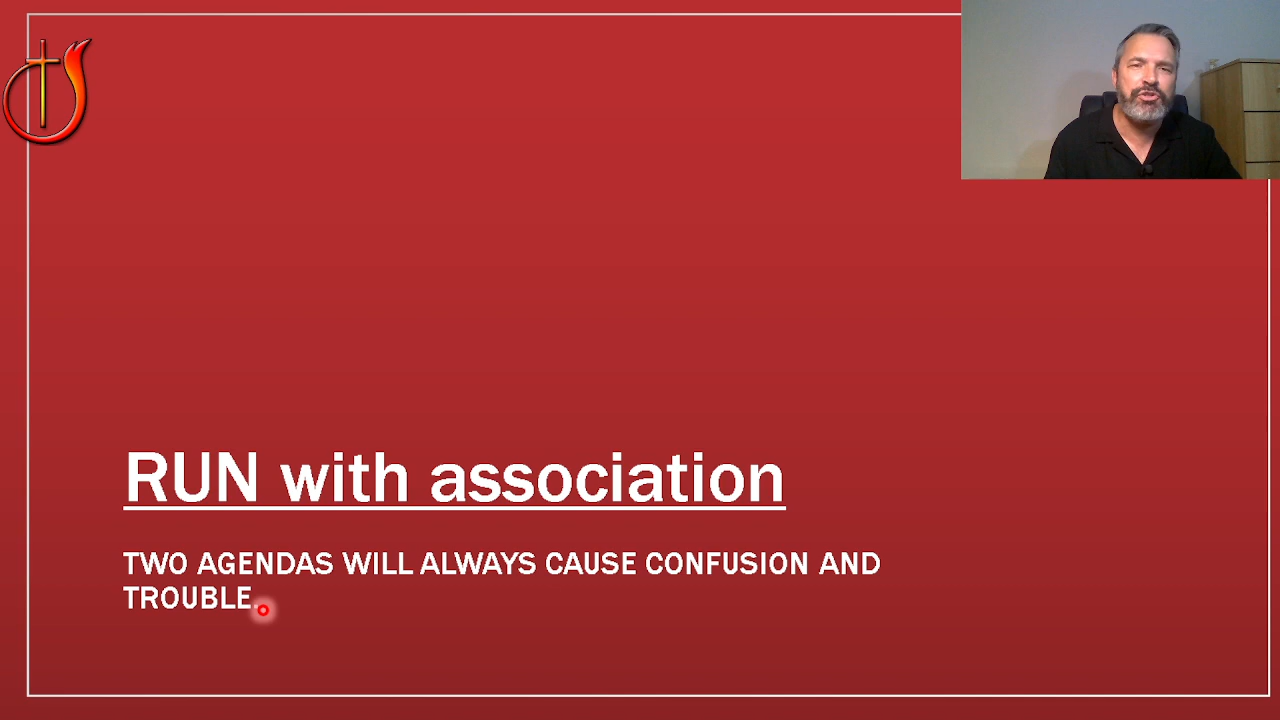 RUN with association
TWO AGENDAS WILL ALWAYS CAUSE CONFUSION AND
TROUBLE.